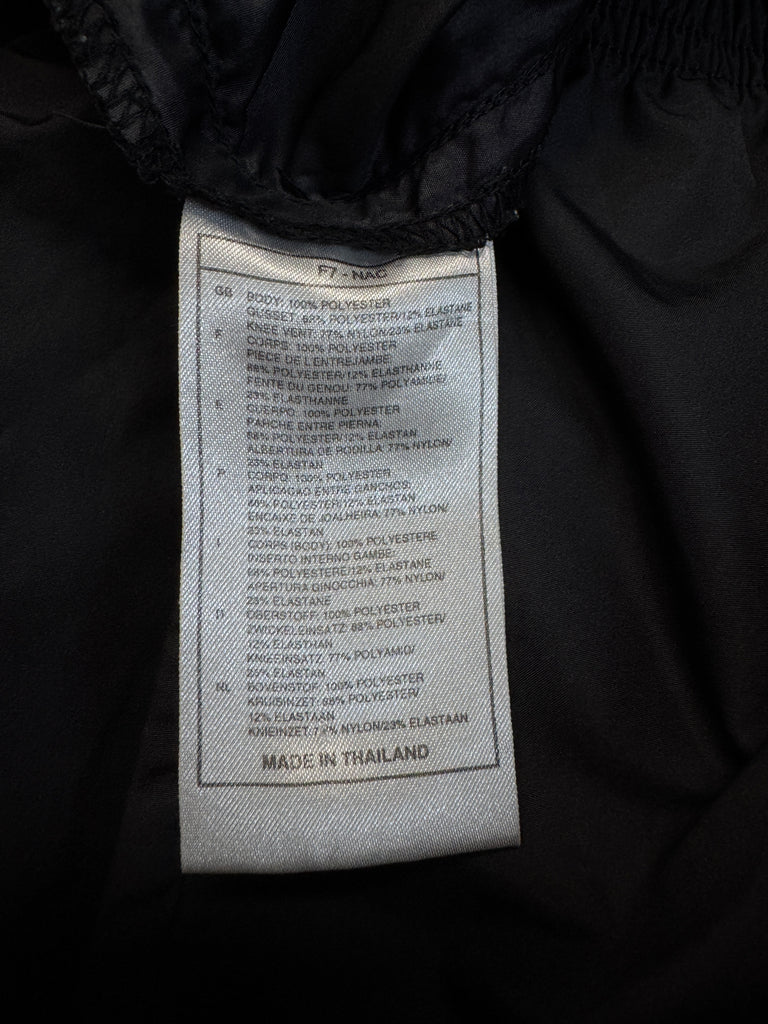 F7 - NAC
GB BODY: 100% POLYESTER
GUSSET: 88% POLYESTER/12% ELASTANE
KNEE VENT: 77% NYLON/23% ELASTANE
F CORPS: 100% POLYESTER
PIECE DE L'ENTREJAMBE:
88% POLYESTER/12% ELASTHANNE
FENTE DU GENOU: 77% POLYAMIDE/
23% ELASTHANNE
E CUERPO: 100% POLYESTER
PARCHE ENTRE PIERNA:
88% POLYESTER/12% ELASTAN
ALBERTURA DE RODILLA: 77% NYLON/
23% ELASTAN
P CORPO: 100% POLYESTER
APLICACAO ENTRE GANCHOS:
88% POLYESTER/12% ELASTAN
ENCAIXE DE JOALHEIRA: 77% NYLON/
23% ELASTAN
I CORPS (BODY): 100% POLYESTERE
INSERTO INTERNO GAMBE:
88% POLYESTERE/12% ELASTANE
APERTURA GINOCCHIA: 77% NYLON/
23% ELASTANE
D OBERSTOFF: 100% POLYESTER
ZWICKELEINSATZ: 88% POLYESTER/
12% ELASTHAN
KNIEEINSATZ: 77% POLYAMID/
23% ELASTAN
NL BOVENSTOF: 100% POLYESTER
KRUISINZET: 88% POLYESTER/
12% ELASTAAN
KNIEINZET: 77% NYLON/23% ELASTAAN
MADE IN THAILAND